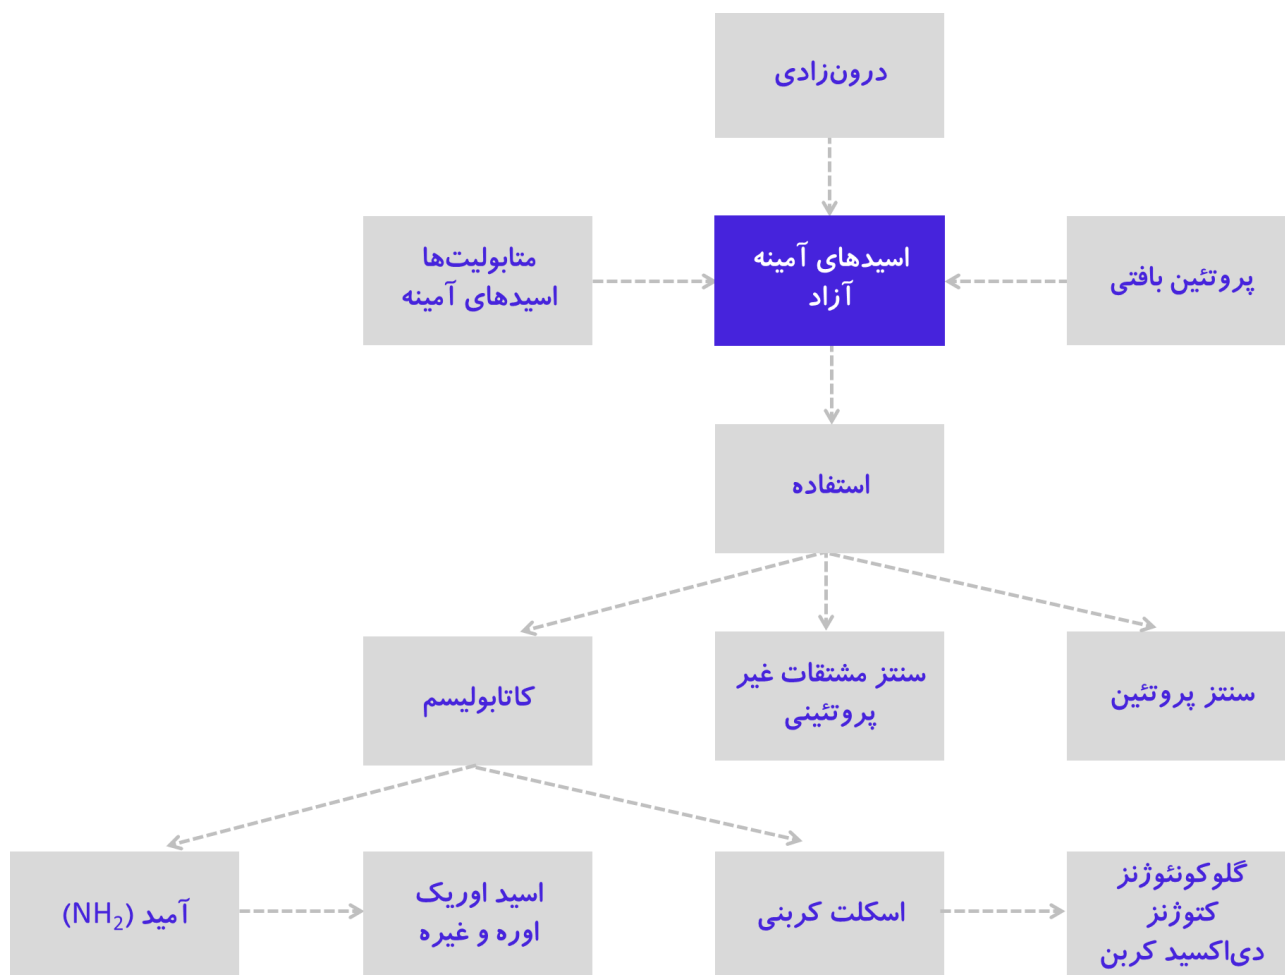 درون‌زادی
پروتئین بافتی
اسیدهای آمینه
آزاد
متابولیت‌ها
اسیدهای آمینه
استفاده
سنتز پروتئین
سنتز مشتقات غیر
پروتئینی
کاتابولیسم
گلوکونئوژنز
کتوژنز
دی‌اکسید کربن
اسکلت کربنی
اسید اوریک
اوره و غیره
آمید (NH₂)